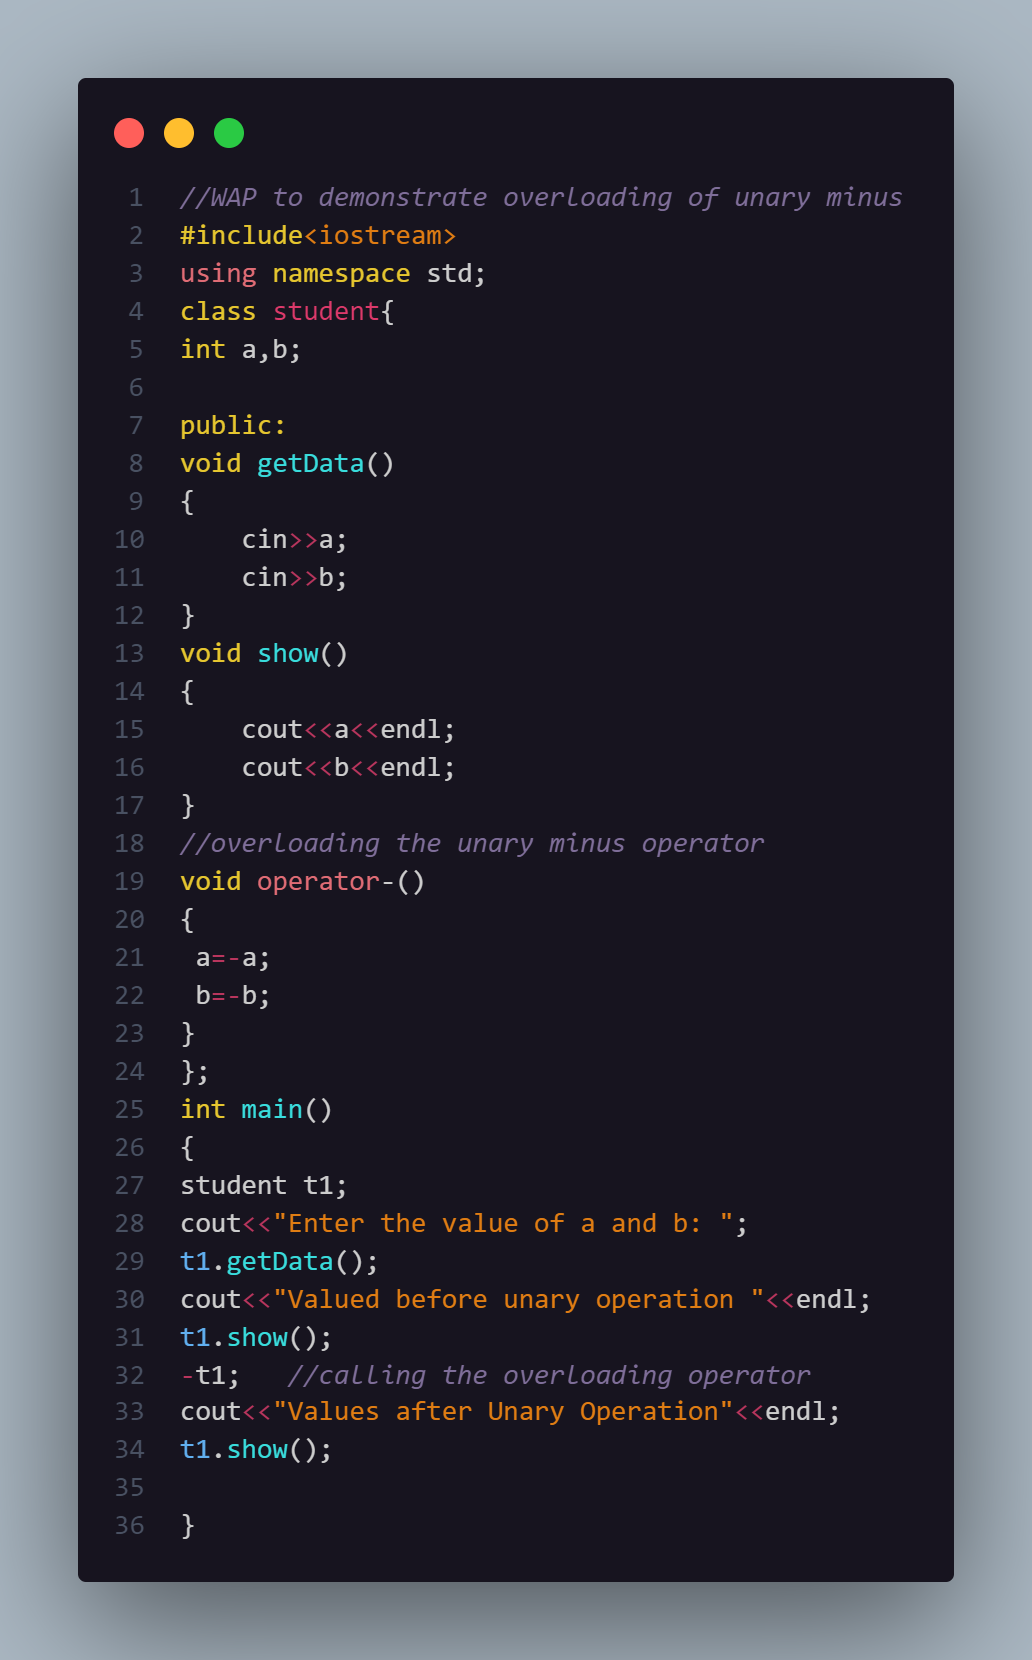 1 //WAP to demonstrate overloading of unary minus
2 #include<iostream>
3 using namespace std;
4 class student{
5 int a,b;
6
7 public:
8 void getData()
9 {
10     cin>>a;
11     cin>>b;
12 }
13 void show()
14 {
15     cout<<a<<endl;
16     cout<<b<<endl;
17 }
18 //overloading the unary minus operator
19 void operator-()
20 {
21  a=-a;
22  b=-b;
23 }
24 };
25 int main()
26 {
27 student t1;
28 cout<<"Enter the value of a and b: ";
29 t1.getData();
30 cout<<"Valued before unary operation "<<endl;
31 t1.show();
32 -t1;   //calling the overloading operator
33 cout<<"Values after Unary Operation"<<endl;
34 t1.show();
35
36 }